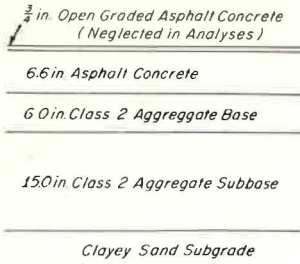 3/4 in. Open Graded Asphalt Concrete
(Neglected in Analyses)
6.6 in Asphalt Concrete
6.0 in. Class 2 Aggreggate Base
15.0 in Class 2 Aggregate Subbase
Clayey Sand Subgrade